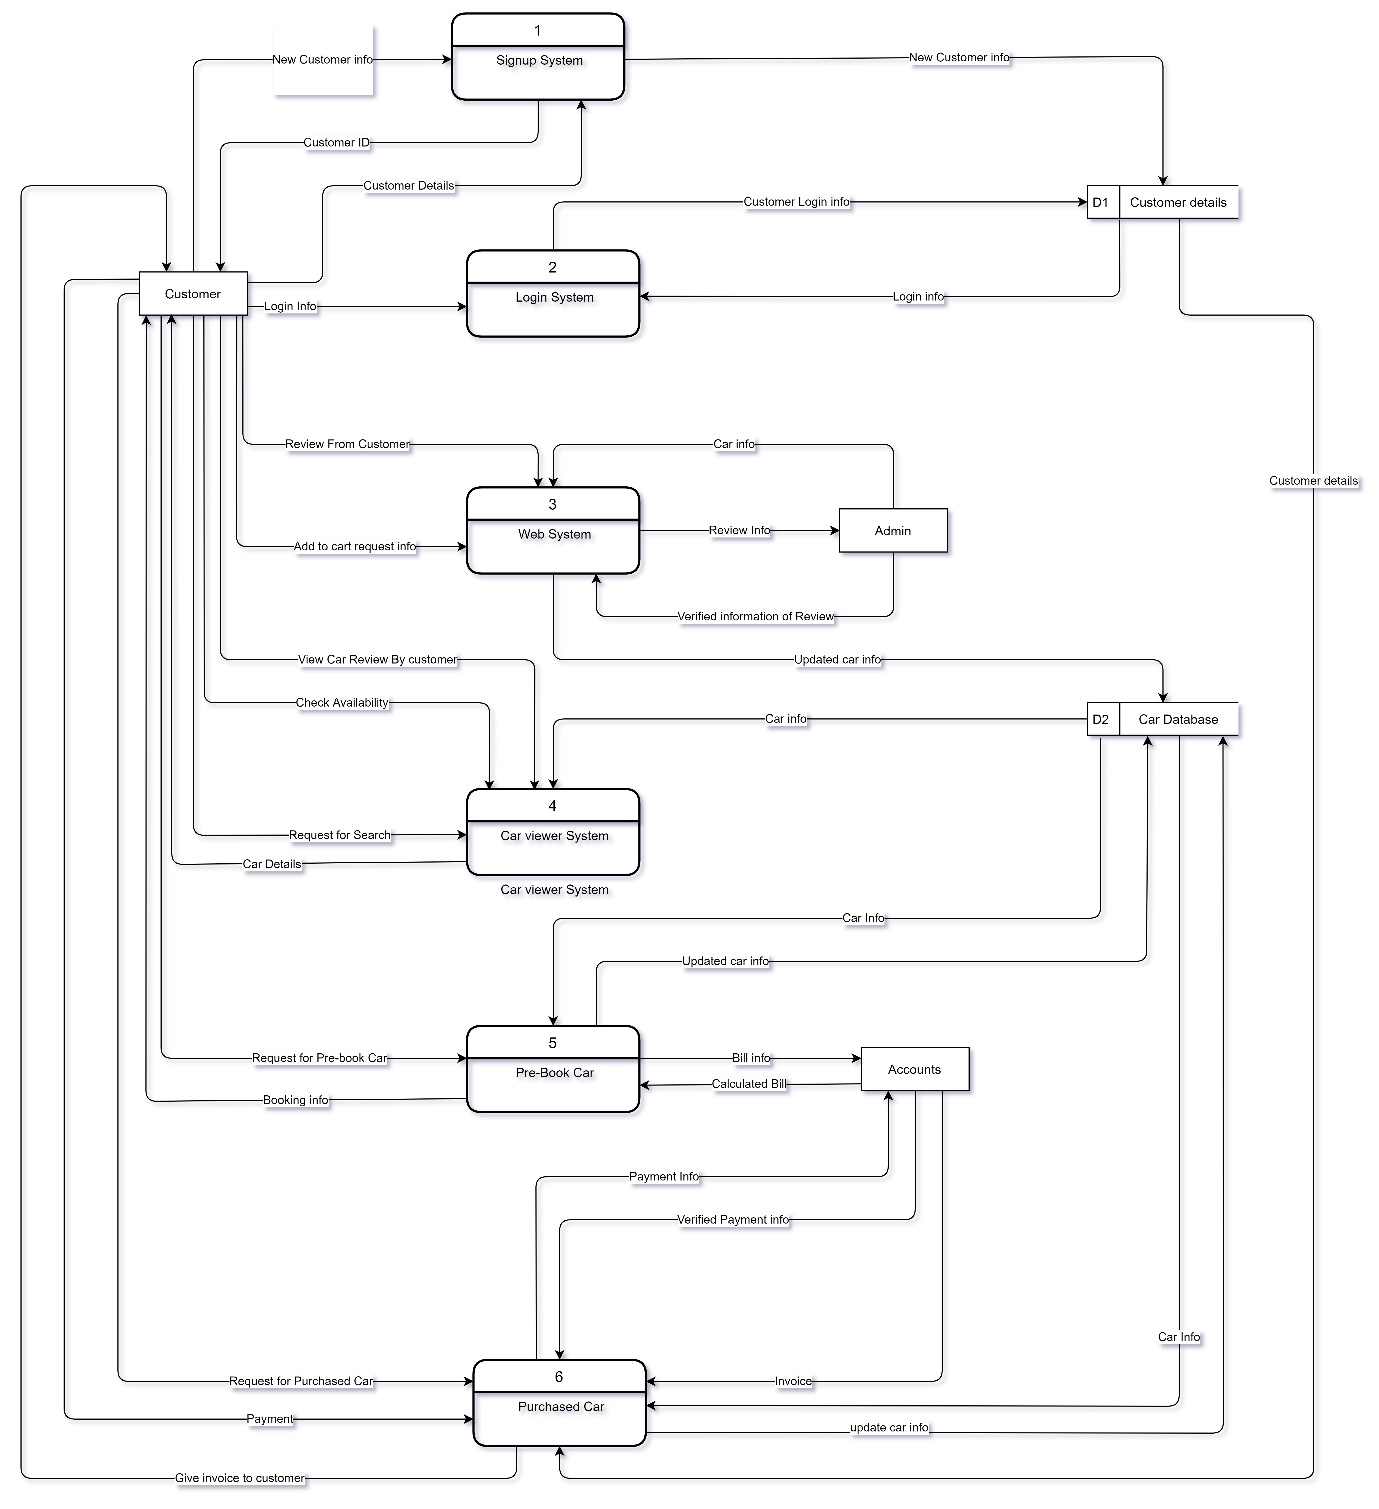 1
New Customer info
Signup System
New Customer info
Customer ID
Customer Details
Customer Login info
D1
Customer details
2
Customer
Login System
Login info
Login Info
Review From Customer
Car info
Customer details
3
Web System
Review Info
Admin
Add to cart request info
Verified information of Review
View Car Review By customer
Updated car info
Check Availability
Car info
D2
Car Database
4
Request for Search
Car viewer System
Car Details
Car viewer System
Car Info
Updated car info
5
Request for Pre-book Car
Bill info
Pre-Book Car
Accounts
Calculated Bill
Booking info
Payment Info
Verified Payment info
Car Info
6
Request for Purchased Car
Invoice
Purchased Car
Payment
update car info
Give invoice to customer